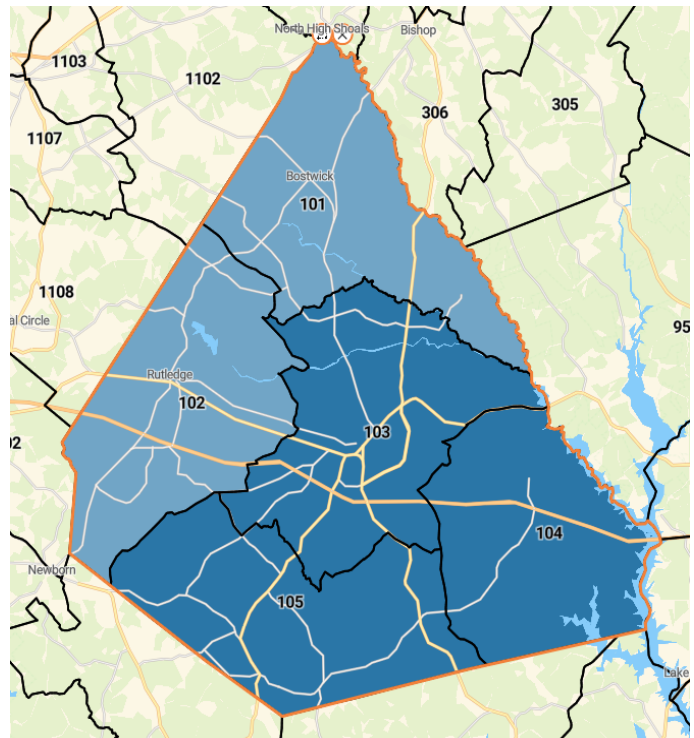 North High Shoals
Bishop
1103
1102
305
306
1107
Bostwick
101
1108
al Circle
95
Rutledge
102
02
103
104
Newborn
105
Lake